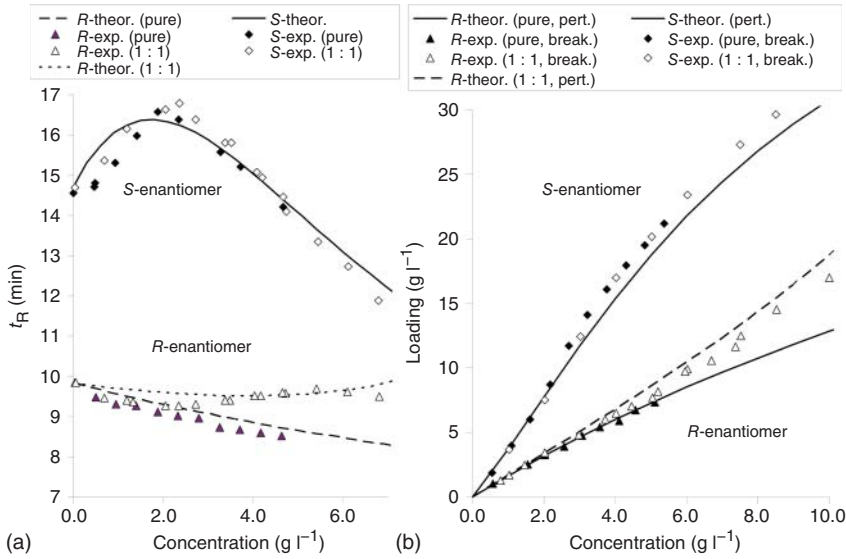 R-theor. (pure)
R-exp. (pure)
R-exp. (1 : 1)
R-theor. (1 : 1)
S-theor.
S-exp. (pure)
S-exp. (1 : 1)
17
16
15
14
13
12
11
10
9
8
7
tR (min)
S-enantiomer
R-enantiomer
0.0
2.0
4.0
6.0
(a)
Concentration (g l−1)
R-theor. (pure, pert.)
R-exp. (pure, break.)
R-exp. (1 : 1, break.)
R-theor. (1 : 1, pert.)
S-theor. (pert.)
S-exp. (pure, break.)
S-exp. (1 : 1, break.)
30
25
20
15
10
5
0
Loading (g l−1)
S-enantiomer
R-enantiomer
0.0
2.0
4.0
6.0
8.0
10.0
(b)
Concentration (g l−1)